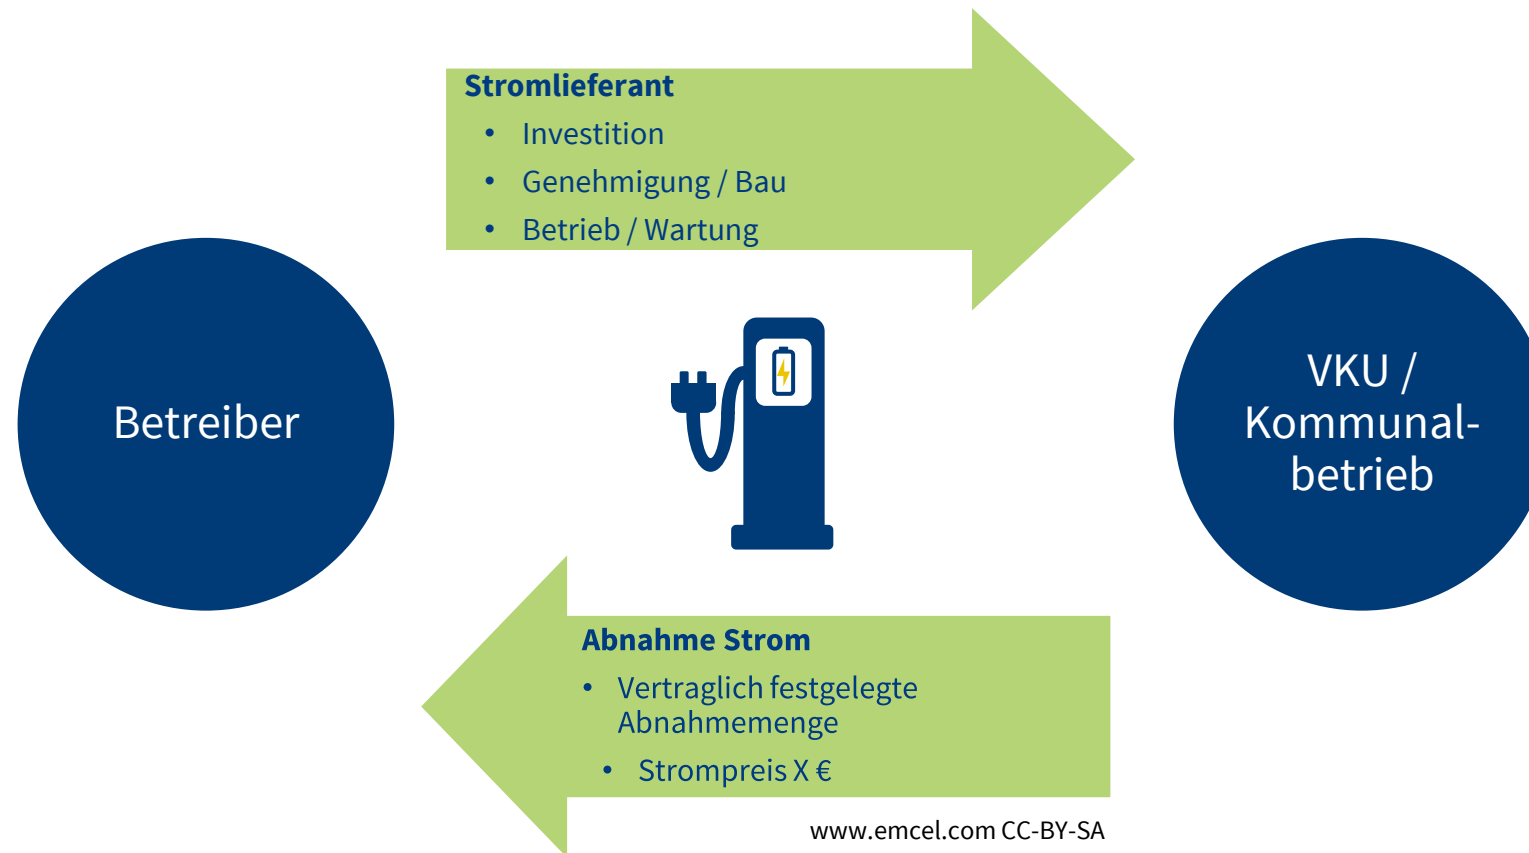 Stromlieferant
• Investition
• Genehmigung / Bau
• Betrieb / Wartung
Betreiber
VKU /
Kommunal-
betrieb
Abnahme Strom
• Vertraglich festgelegte
Abnahmemenge
• Strompreis X €
www.emcel.com CC-BY-SA